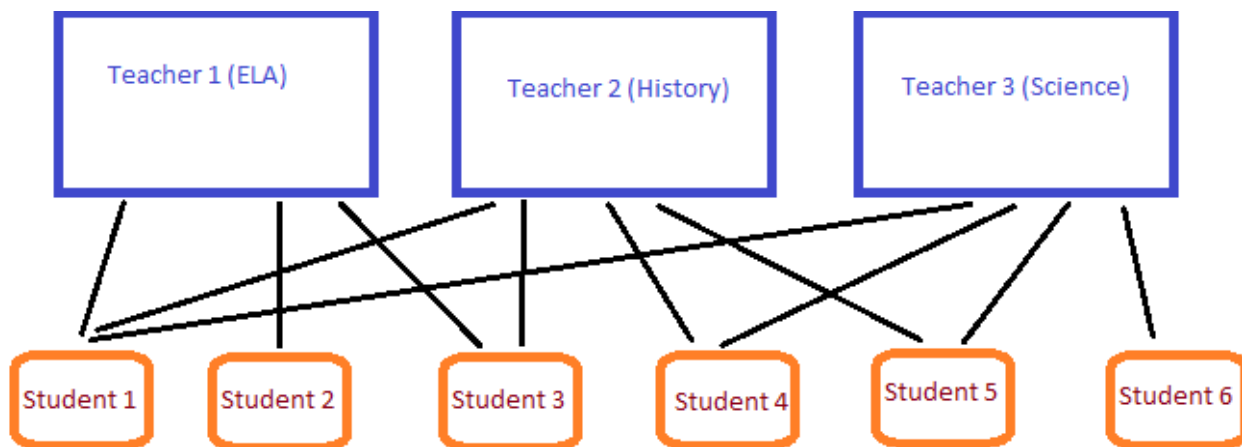 Teacher 1 (ELA)
Teacher 2 (History)
Teacher 3 (Science)
Student 1
Student 2
Student 3
Student 4
Student 5
Student 6